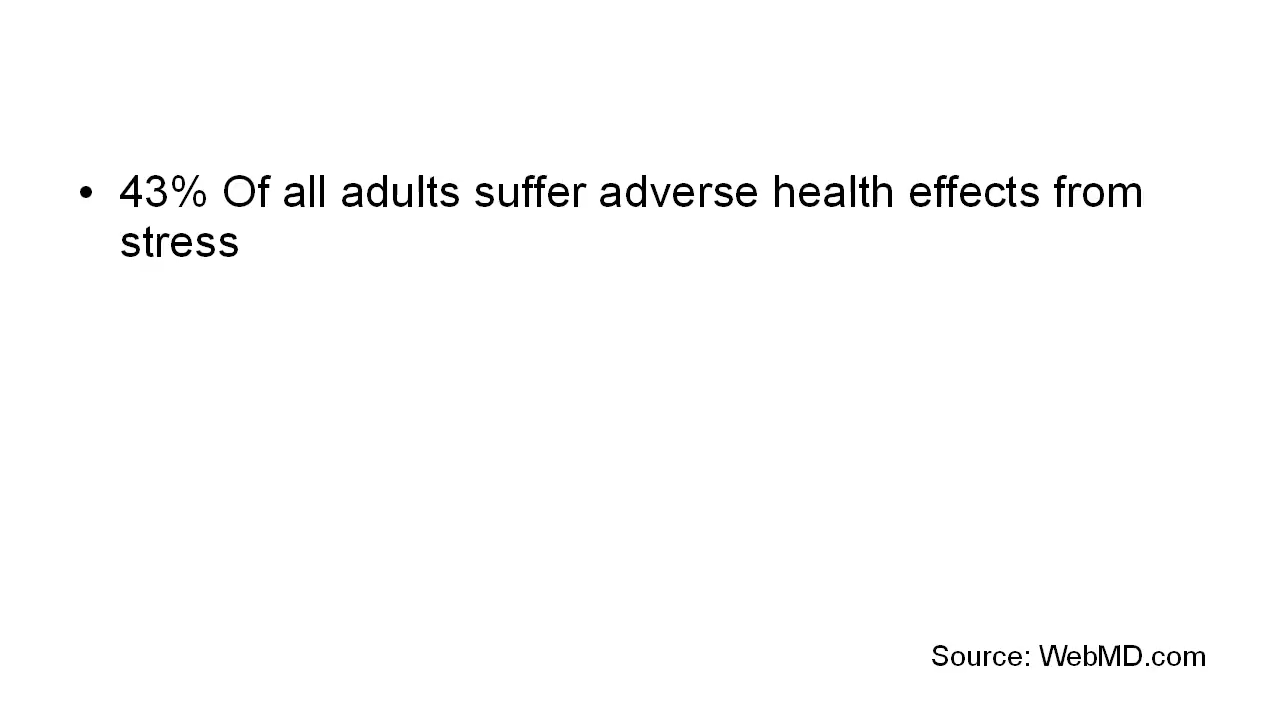 • 43% Of all adults suffer adverse health effects from
stress
Source: WebMD.com